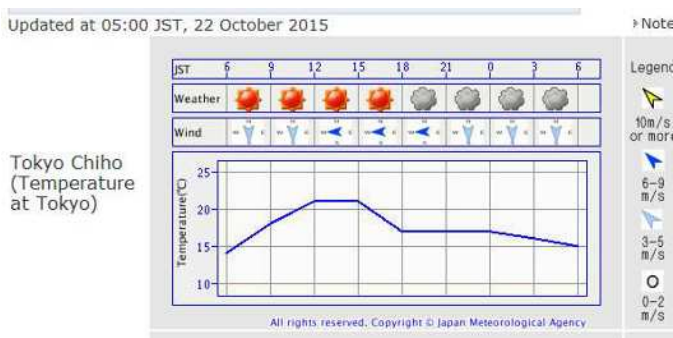 Updated at 05:00 JST, 22 October 2015
Note
JST 6 9 12 15 18 21 0 3 6
Weather
Wind
Tokyo Chiho
(Temperature
at Tokyo)
Temperature(℃)
25
20
15
10
All rights reserved. Copyright © Japan Meteorological Agency
Legend
10m/s
or more
6-9
m/s
3-5
m/s
0-2
m/s